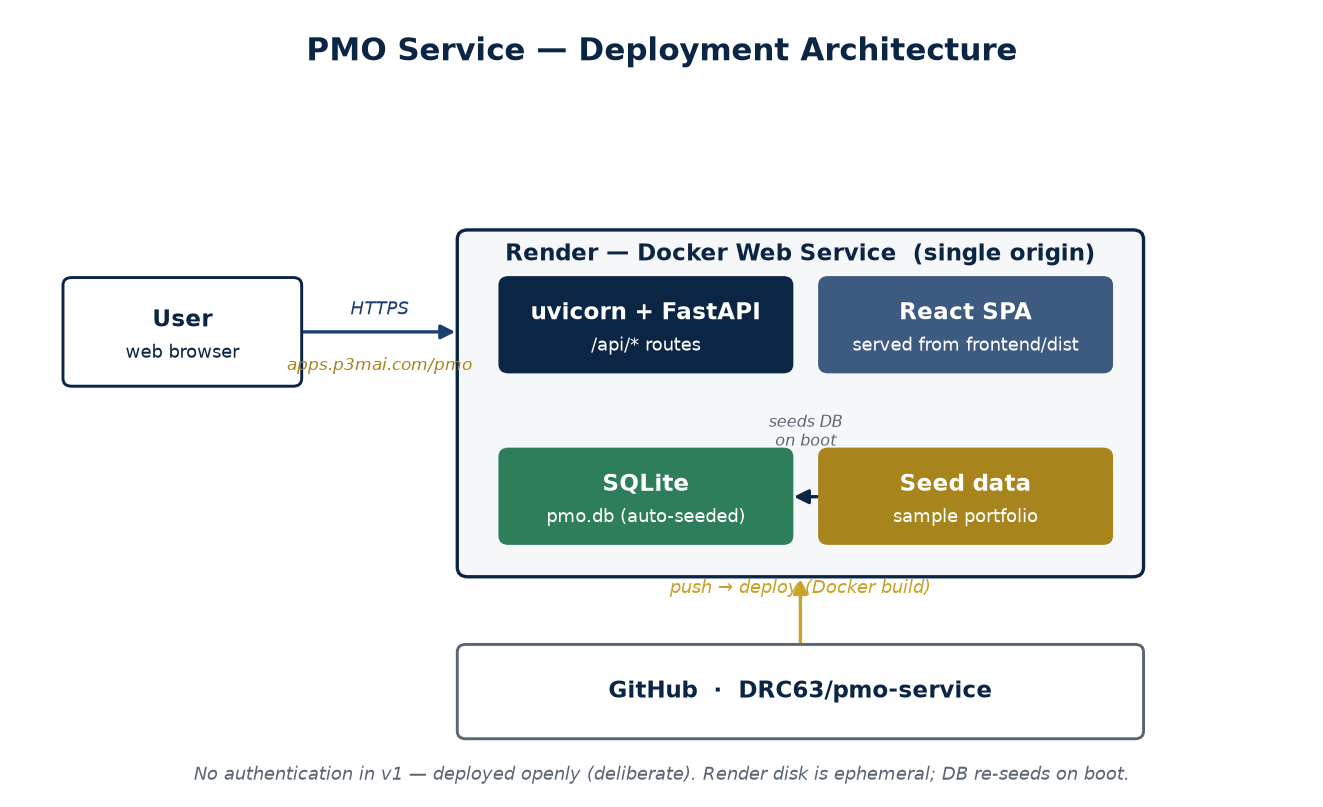 PMO Service — Deployment Architecture
Render — Docker Web Service (single origin)
User
web browser
HTTPS
apps.p3mai.com/pmo
uvicorn + FastAPI
/api/* routes
React SPA
served from frontend/dist
seeds DB
on boot
SQLite
pmo.db (auto-seeded)
Seed data
sample portfolio
push → deploy (Docker build)
GitHub · DRC63/pmo-service
No authentication in v1 — deployed openly (deliberate). Render disk is ephemeral; DB re-seeds on boot.